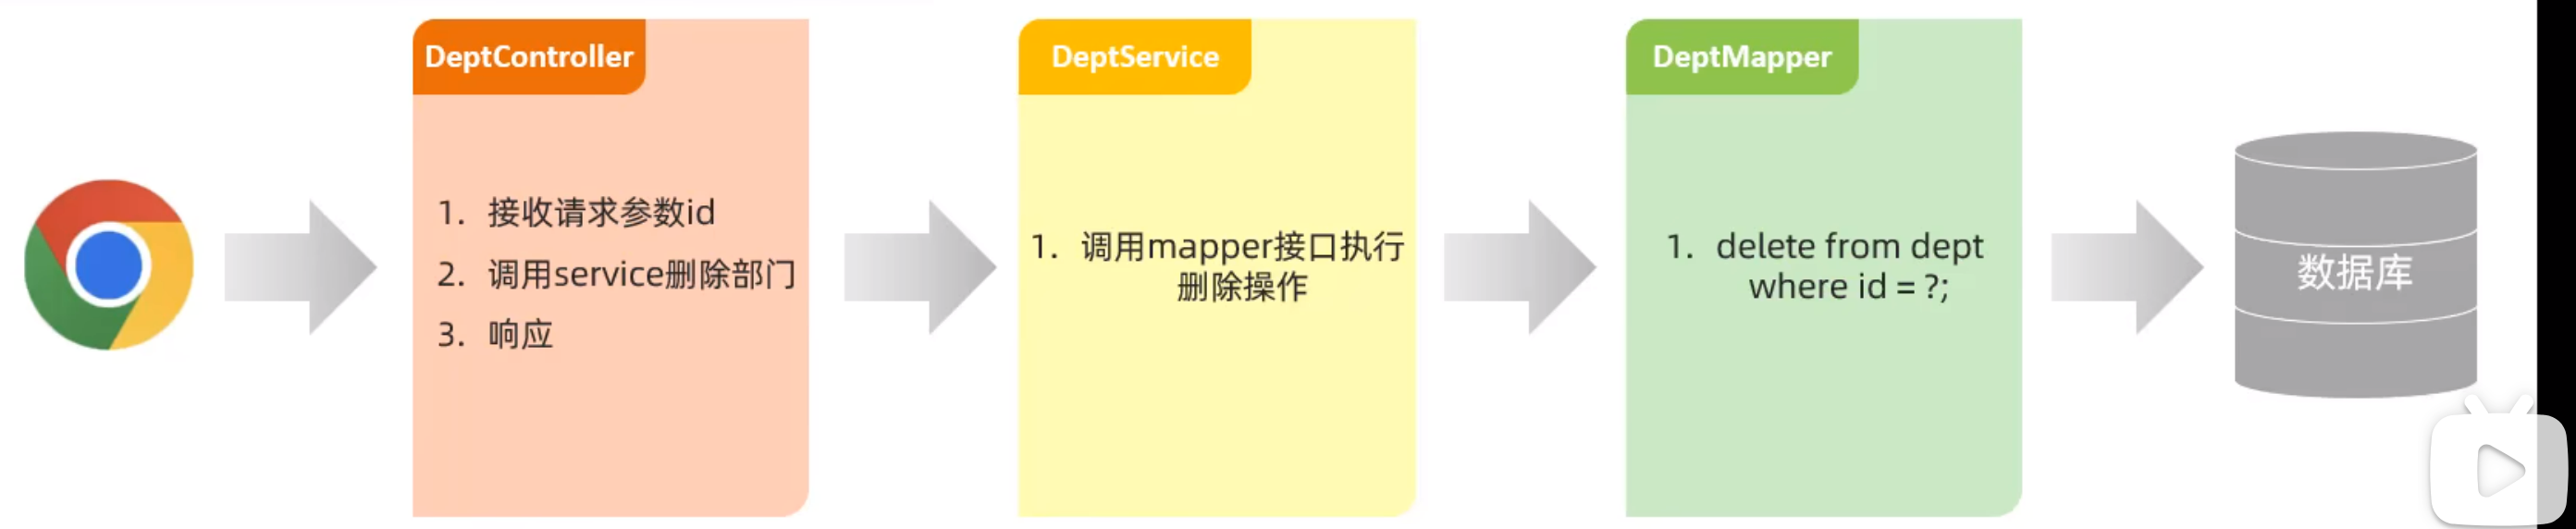 DeptController
1. 接收请求参数id
2. 调用service删除部门
3. 响应
DeptService
1. 调用mapper接口执行
删除操作
DeptMapper
1. delete from dept
where id = ?;
数据库